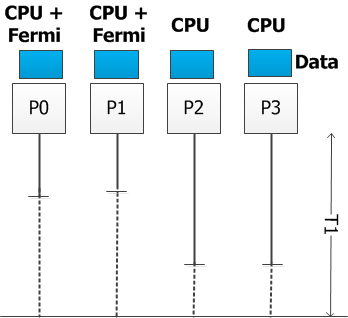 CPU +
Fermi
CPU +
Fermi
CPU
CPU
Data
P0
P1
P2
P3
T1